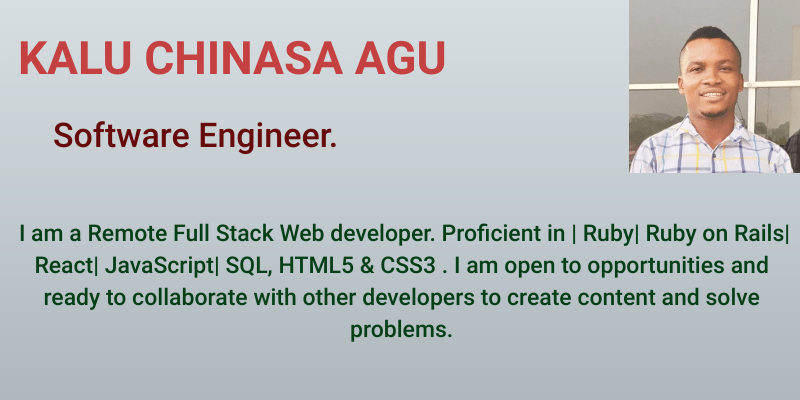 KALU CHINASA AGU
Software Engineer.
I am a Remote Full Stack Web developer. Proficient in | Ruby| Ruby on Rails|
React| JavaScript| SQL, HTML5 & CSS3 . I am open to opportunities and
ready to collaborate with other developers to create content and solve
problems.